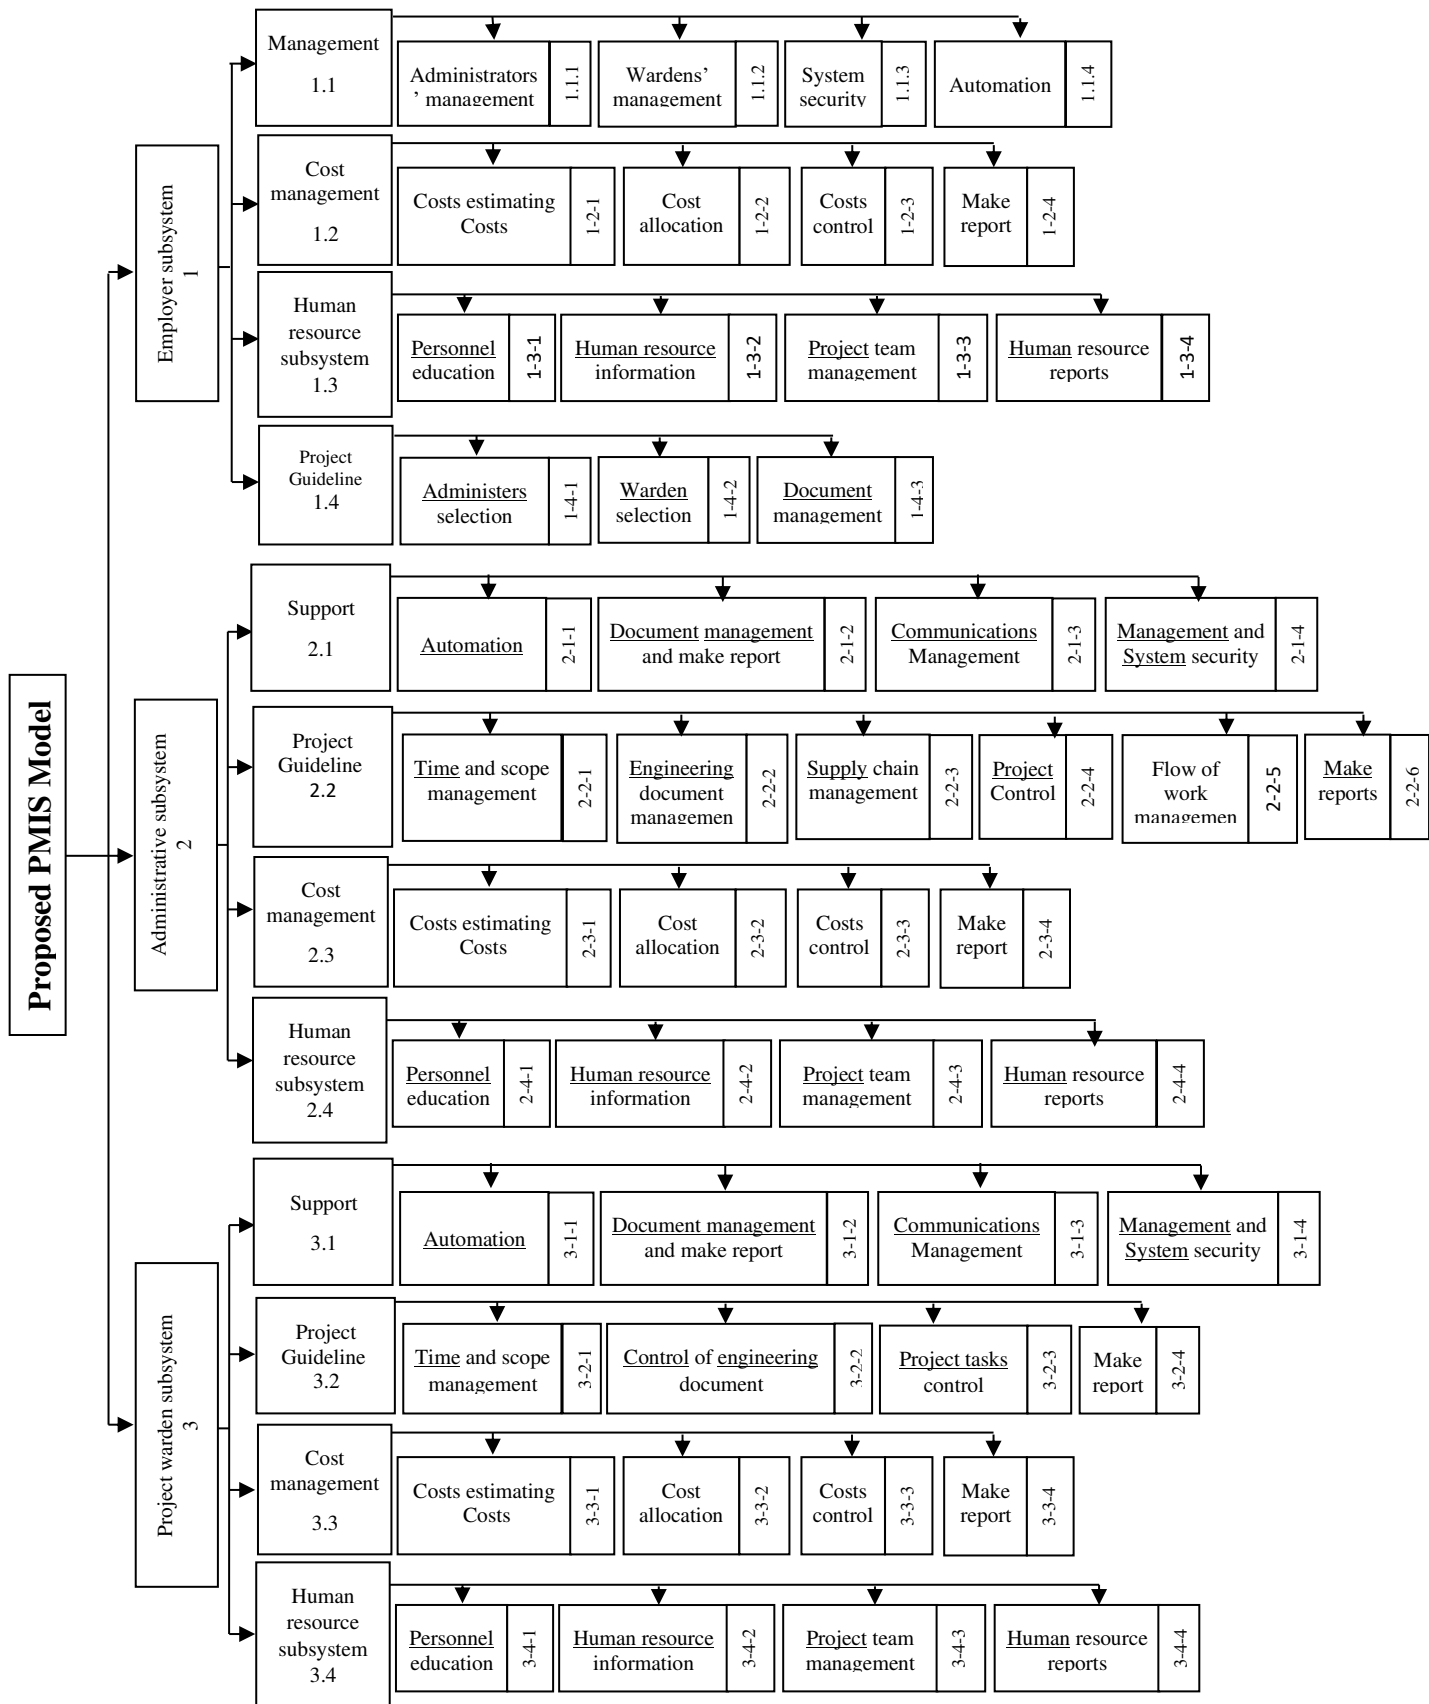 Proposed PMIS Model
Employer subsystem
1
Management
1.1
Administrators
’ management
1.1.1
Wardens’
management
1.1.2
System
security
1.1.3
Automation
1.1.4
Cost
management
1.2
Costs estimating
Costs
1-2-1
Cost
allocation
1-2-2
Costs
control
1-2-3
Make
report
1-2-4
Human
resource
subsystem
1.3
Personnel
education
1-3-1
Human resource
information
1-3-2
Project team
management
1-3-3
Human resource
reports
1-3-4
Project
Guideline
1.4
Administers
selection
1-4-1
Warden
selection
1-4-2
Document
management
1-4-3
Administrative subsystem
2
Support
2.1
Automation
2-1-1
Document management
and make report
2-1-2
Communications
Management
2-1-3
Management and
System security
2-1-4
Project
Guideline
2.2
Time and scope
management
2-2-1
Engineering
document
managemen
2-2-2
Supply chain
management
2-2-3
Project
Control
2-2-4
Flow of
work
managemen
2-2-5
Make
reports
2-2-6
Cost
management
2.3
Costs estimating
Costs
2-3-1
Cost
allocation
2-3-2
Costs
control
2-3-3
Make
report
2-3-4
Human
resource
subsystem
2.4
Personnel
education
2-4-1
Human resource
information
2-4-2
Project team
management
2-4-3
Human resource
reports
2-4-4
Project warden subsystem
3
Support
3.1
Automation
3-1-1
Document management
and make report
3-1-2
Communications
Management
3-1-3
Management and
System security
3-1-4
Project
Guideline
3.2
Time and scope
management
3-2-1
Control of engineering
document
3-2-2
Project tasks
control
3-2-3
Make
report
3-2-4
Cost
management
3.3
Costs estimating
Costs
3-3-1
Cost
allocation
3-3-2
Costs
control
3-3-3
Make
report
3-3-4
Human
resource
subsystem
3.4
Personnel
education
3-4-1
Human resource
information
3-4-2
Project team
management
3-4-3
Human resource
reports
3-4-4